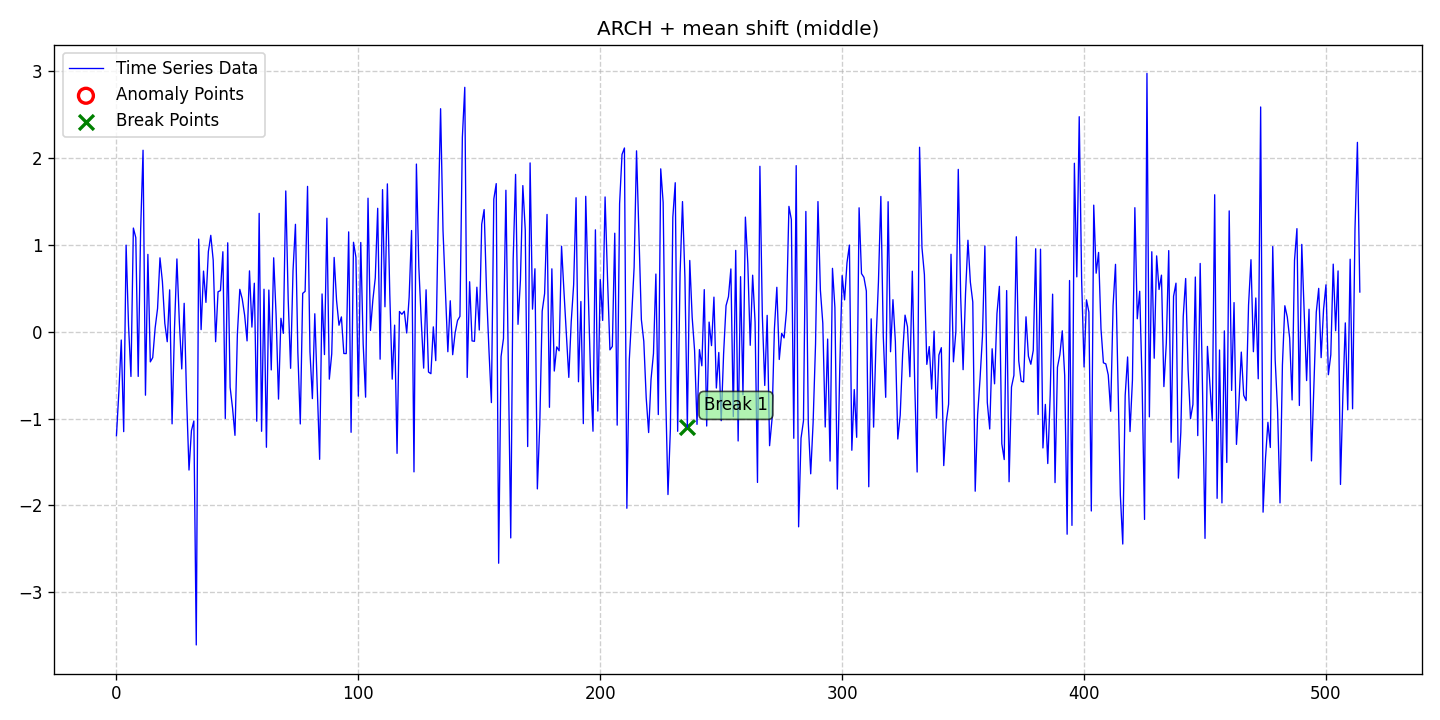 ARCH + mean shift (middle)
Time Series Data
Anomaly Points
Break Points
3
2
1
0
−1
−2
−3
Break 1
0
100
200
300
400
500